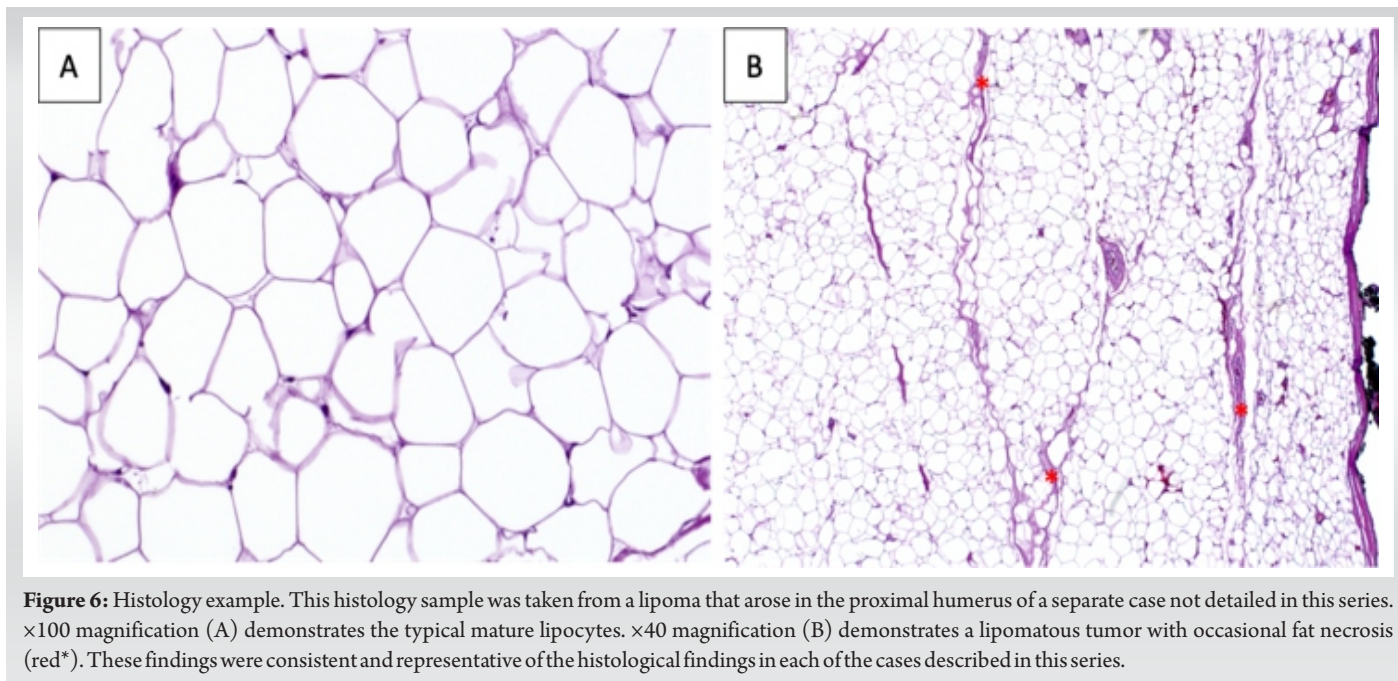 A
B
Figure 6: Histology example. This histology sample was taken from a lipoma that arose in the proximal humerus of a separate case not detailed in this series.
×100 magnification (A) demonstrates the typical mature lipocytes. ×40 magnification (B) demonstrates a lipomatous tumor with occasional fat necrosis
(red*). These findings were consistent and representative of the histological findings in each of the cases described in this series.